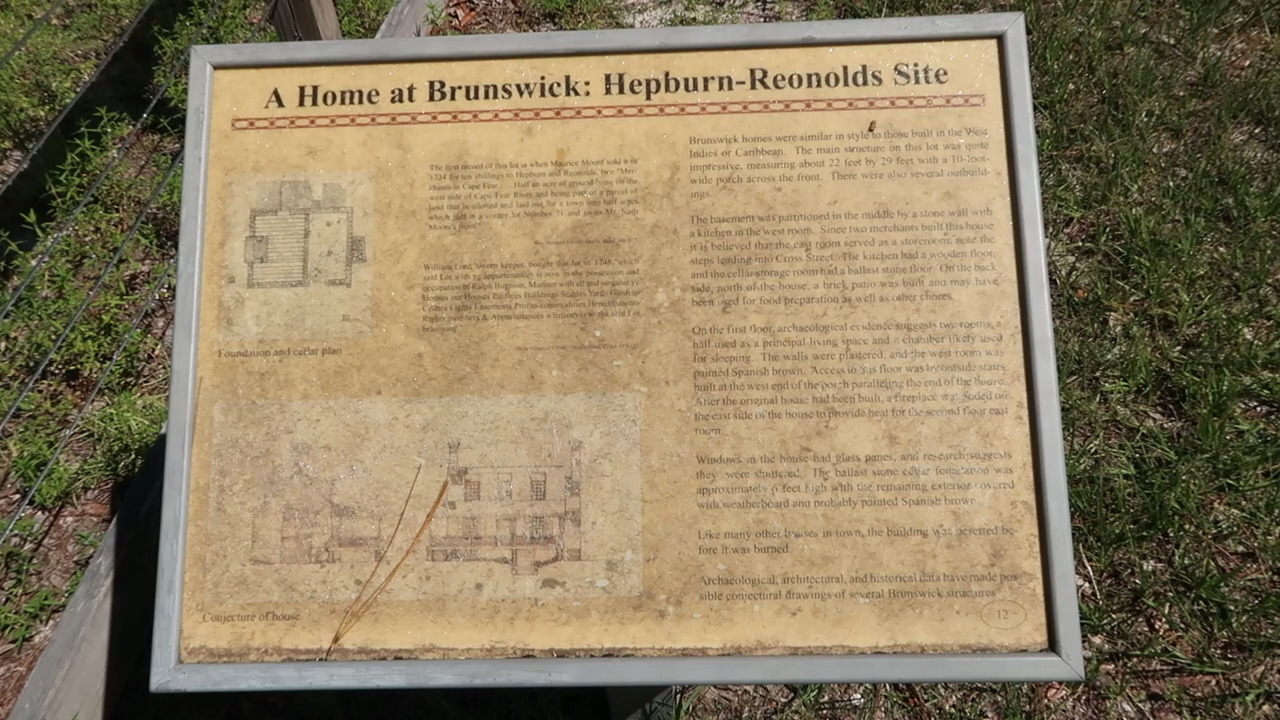 A Home at Brunswick: Hepburn-Reonolds Site
The first record of this lot is when Maurice Moore sold it in
1734 for ten shillings to Hepburn and Reonolds, two "Mer-
chants in Cape Fear . . . Half an acre of ground lying on the
west side of Cape Fear River and being part of a parcel of
land that is allotted and laid out for a town into half acres
which said is a corner for Number 71 and joyns Mr. Nath
Moore's front"
William Lord, tavern keeper, bought this lot in 1748, "which
said Lot with ye appurtenances is now in the possession and
occupation of Ralph Bugnion, Mariner with all and singular ye
Houses out Houses Edifices Buildings Stables Yards Gardens
Cellars Lights Easements Profits commodities Hereditaments
Rights members & Appurtenances whatsoever to the said Lot
belonging
Foundation and cellar plan
Conjecture of house
Brunswick homes were similar in style to those built in the West
Indies or Caribbean. The main structure on this lot was quite
impressive, measuring about 22 feet by 29 feet with a 10-foot-
wide porch across the front. There were also several outbuild-
ings.
The basement was partitioned in the middle by a stone wall with
a kitchen in the west room. Since two merchants built this house
it is believed that the east room served as a storeroom; note the
steps leading into Cross Street. The kitchen had a wooden floor,
and the cellar storage room had a ballast stone floor. On the back
side, north of the house, a brick patio was built and may have
been used for food preparation as well as other chores.
On the first floor, archaeological evidence suggests two rooms; a
hall used as a principal living space and a chamber likely used
for sleeping. The walls were plastered, and the west room was
painted Spanish brown. Access to this floor was by outside stairs
built at the west end of the porch paralleling the end of the house.
After the original house had been built, a fireplace was added on
the east side of the house to provide heat for the second floor east
room.
Windows in the house had glass panes, and research suggests
they were shuttered. The ballast stone cellar foundation was
approximately 6 feet high with the remaining exterior covered
with weatherboard and probably painted Spanish brown.
Like many other houses in town, the building was deserted be-
fore it was burned.
Archaeological, architectural, and historical data have made pos
sible conjectural drawings of several Brunswick structures
12